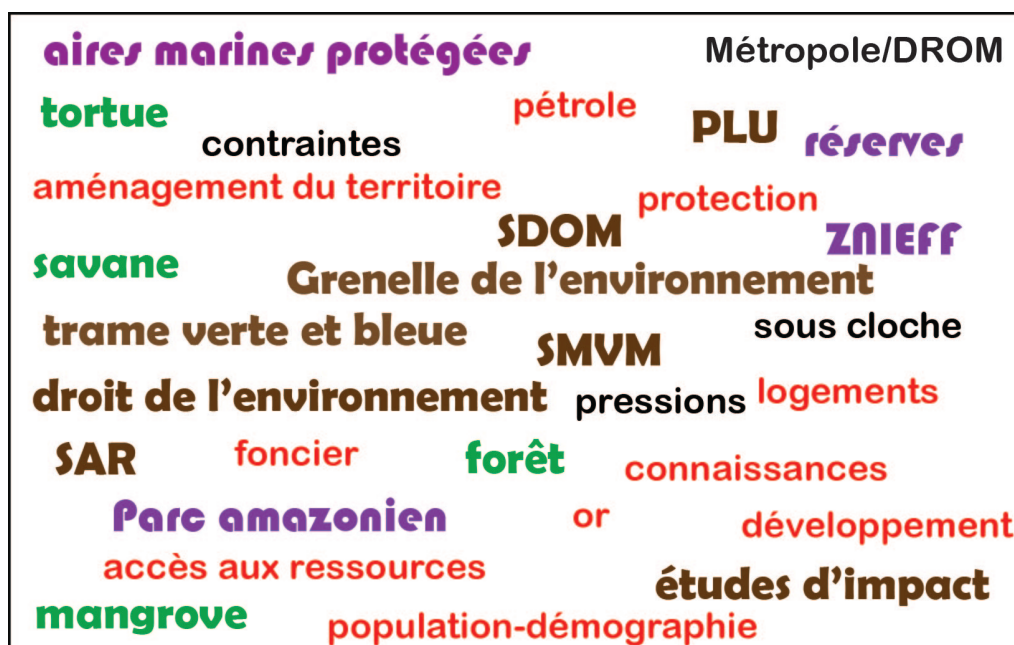 aires marines protégées
Métropole/DROM
tortue
pétrole
PLU
réserves
contraintes
aménagement du territoire
protection
SDOM
ZNIEFF
savane
Grenelle de l'environnement
trame verte et bleue
sous cloche
SMVM
droit de l'environnement
pressions
logements
SAR
foncier
forêt
connaissances
Parc amazonien
or
développement
accès aux ressources
études d'impact
mangrove
population-démographie